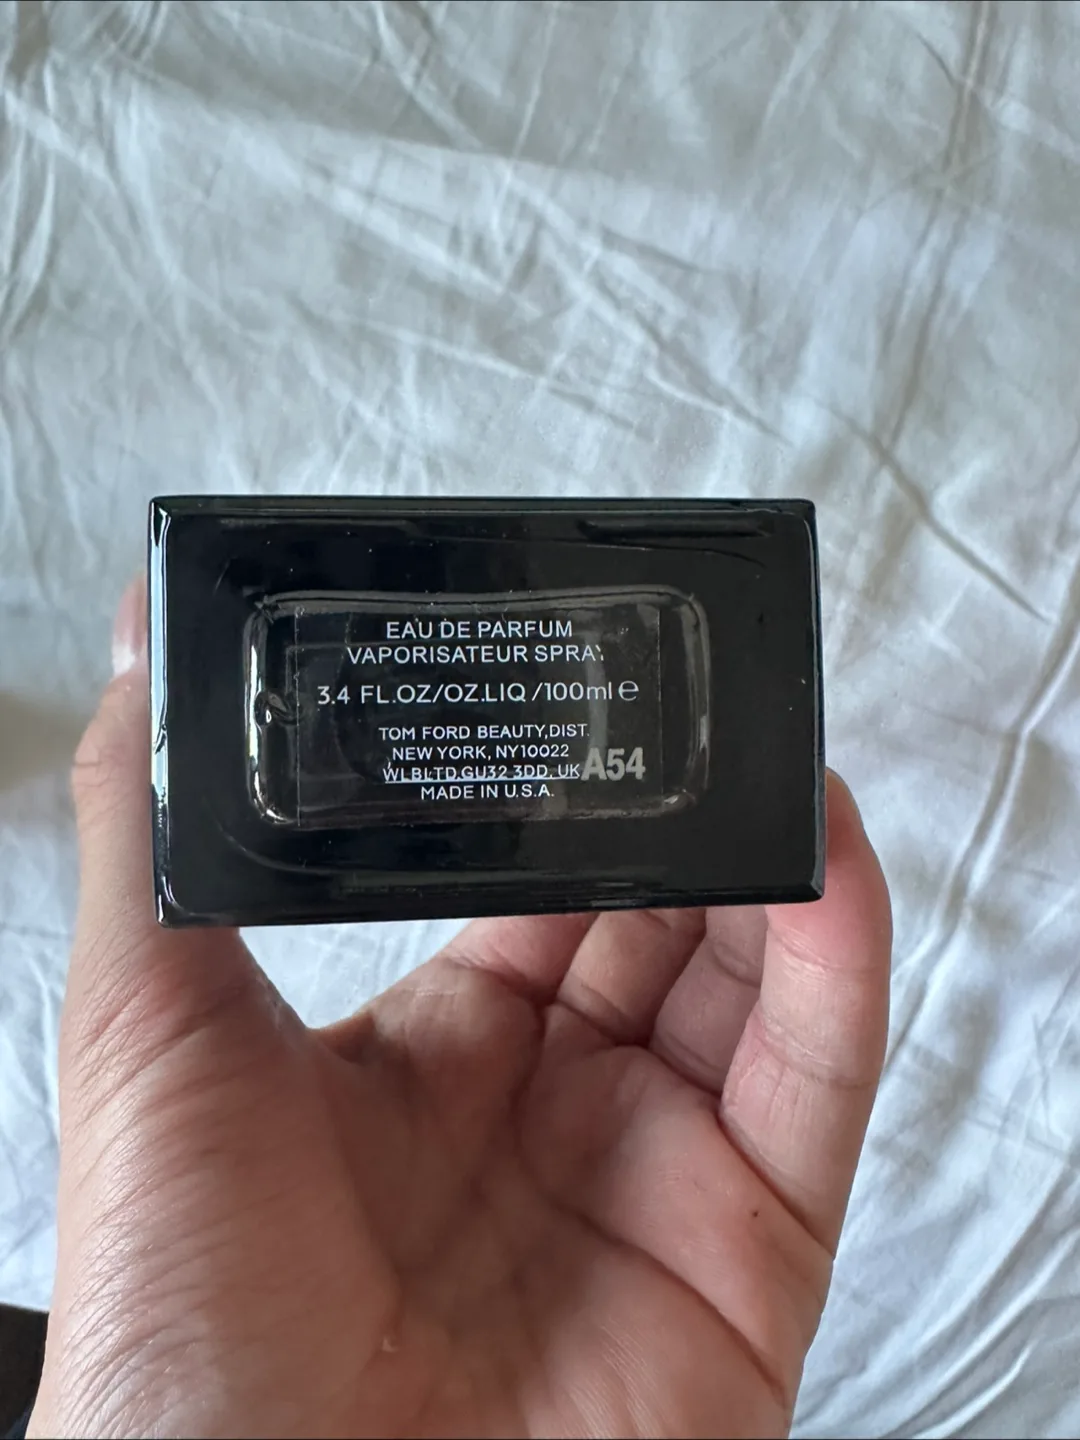 EAU DE PARFUM
VAPORISATEUR SPRAY
3.4 FL.OZ/OZ.LIQ /100ml e
TOM FORD BEAUTY,DIST.
NEW YORK, NY10022
WLBLTD,GU32 3DD, UK
A54
MADE IN U.S.A.